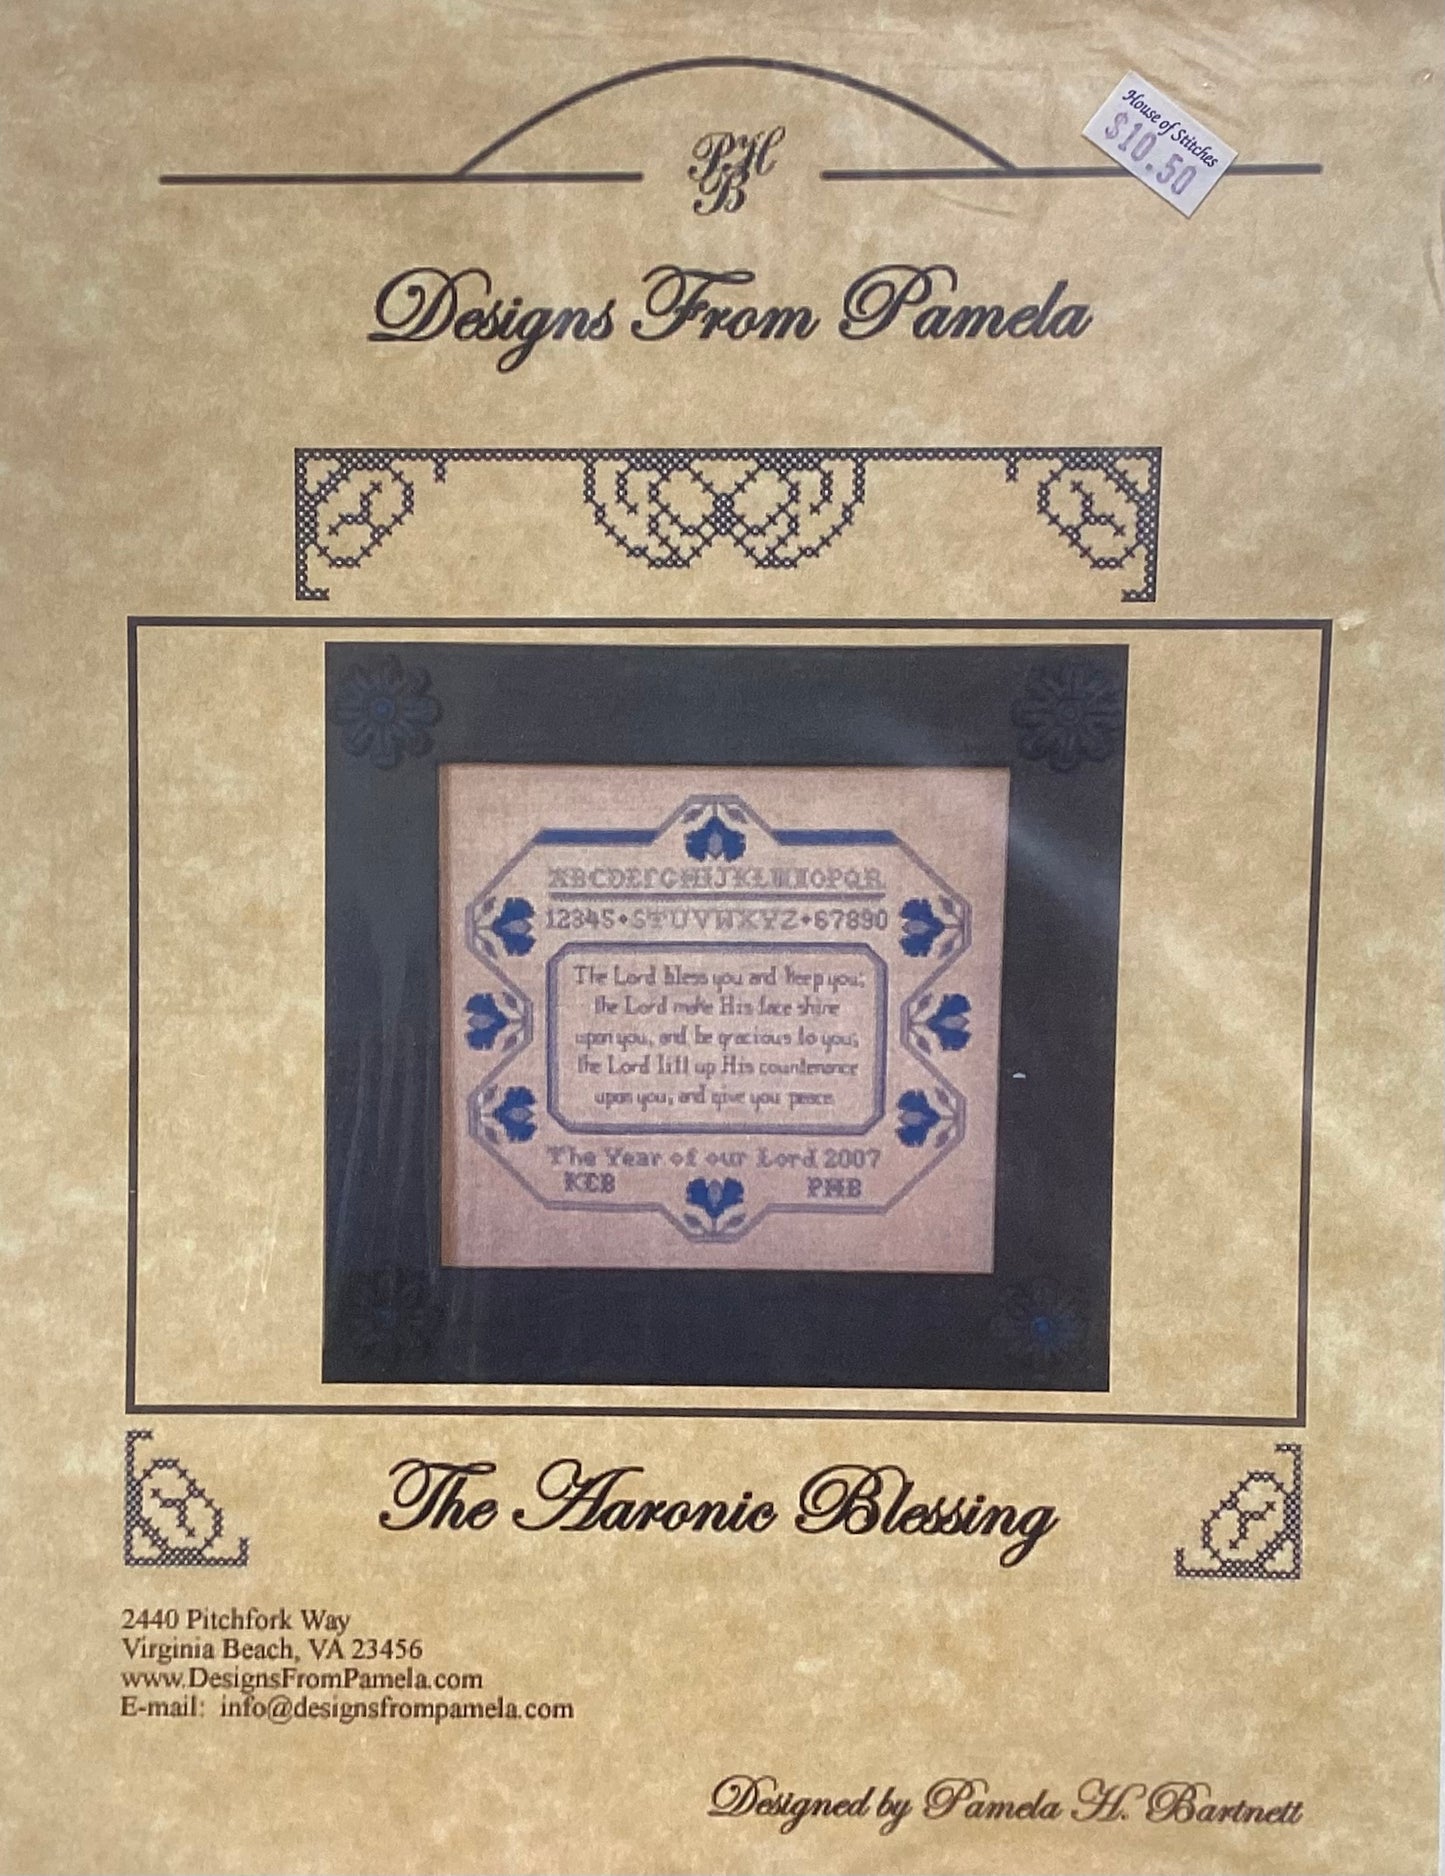 House of Stitches
$10.50
PH
B
Designs From Pamela
ABCDEFGHIJKLMNOPQR
12345•STUVWXYZ•67890
The Lord bless you and keep you;
the Lord make His face shine
upon you, and be gracious to you;
the Lord lift up His countenance
upon you, and give you peace.
The Year of our Lord 2007
KCB PHB
The Aaronic Blessing
2440 Pitchfork Way
Virginia Beach, VA 23456
www.DesignsFromPamela.com
E-mail: info@designsfrompamela.com
Designed by Pamela H. Bartnett